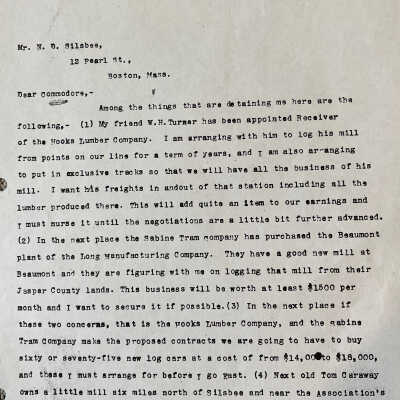 Mr. N. D. Silsbee,
12 Pearl St.,
Boston, Mass.
Dear Commodore,-
Among the things that are detaining me here are the
following,- (1) My friend W.H.Turner has been appointed Receiver
of the Hooks Lumber Company. I am arranging with him to log his mill
from points on our line for a term of years, and I am also arranging
to put in exclusive tracks so that we will have all the business of his
mill. I want his freights in andout of that station including all the
lumber produced there. This will add quite an item to our earnings and
I must nurse it until the negotiations are a little bit further advanced.
(2) In the next place the Sabine Tram Company has purchased the Beaumont
plant of the Long Manufacturing Company. They have a good new mill at
Beaumont and they are figuring with me on logging that mill from their
Jasper County lands. This business will be worth at least $1500 per
month and I want to secure it if possible.(3) In the next place if
these two concerns, that is the Hooks Lumber Company, and the Sabine
Tram Company make the proposed contracts we are going to have to buy
sixty or seventy-five new log cars at a cost of from $14,000to $18,000,
and these I must arrange for before I go East. (4) Next old Tom Caraway
owns a little mill six miles north of Silsbee and near the Association's